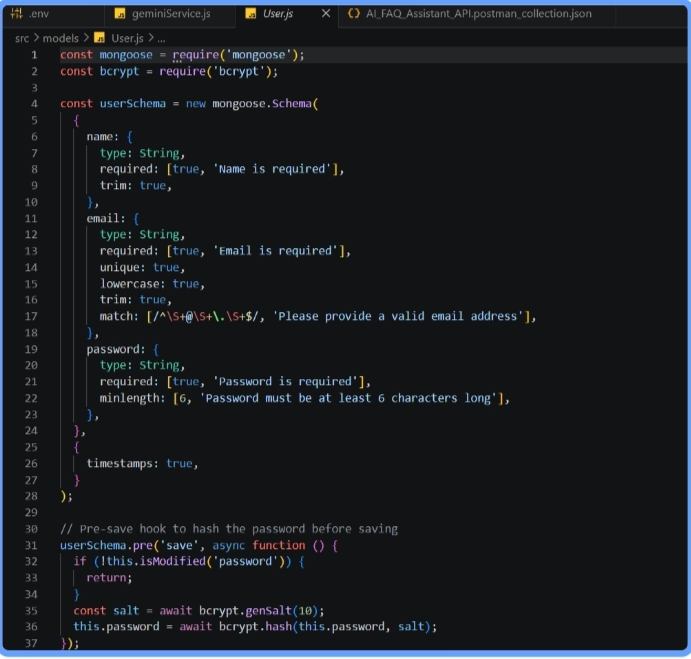 .env geminiService.js User.js AI_FAQ_Assistant_API.postman_collection.json
src > models > User.js > ...
1 const mongoose = require('mongoose');
2 const bcrypt = require('bcrypt');
3
4 const userSchema = new mongoose.Schema(
5 {
6 name: {
7 type: String,
8 required: [true, 'Name is required'],
9 trim: true,
10 },
11 email: {
12 type: String,
13 required: [true, 'Email is required'],
14 unique: true,
15 lowercase: true,
16 trim: true,
17 match: [/^\S+@\S+\.\S+$/, 'Please provide a valid email address'],
18 },
19 password: {
20 type: String,
21 required: [true, 'Password is required'],
22 minlength: [6, 'Password must be at least 6 characters long'],
23 },
24 },
25 {
26 timestamps: true,
27 }
28 );
29
30 // Pre-save hook to hash the password before saving
31 userSchema.pre('save', async function () {
32 if (!this.isModified('password')) {
33 return;
34 }
35 const salt = await bcrypt.genSalt(10);
36 this.password = await bcrypt.hash(this.password, salt);
37 });